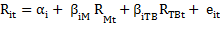 R_it = α_i + β_iM R_Mt + β_iTB R_TBt + e_it